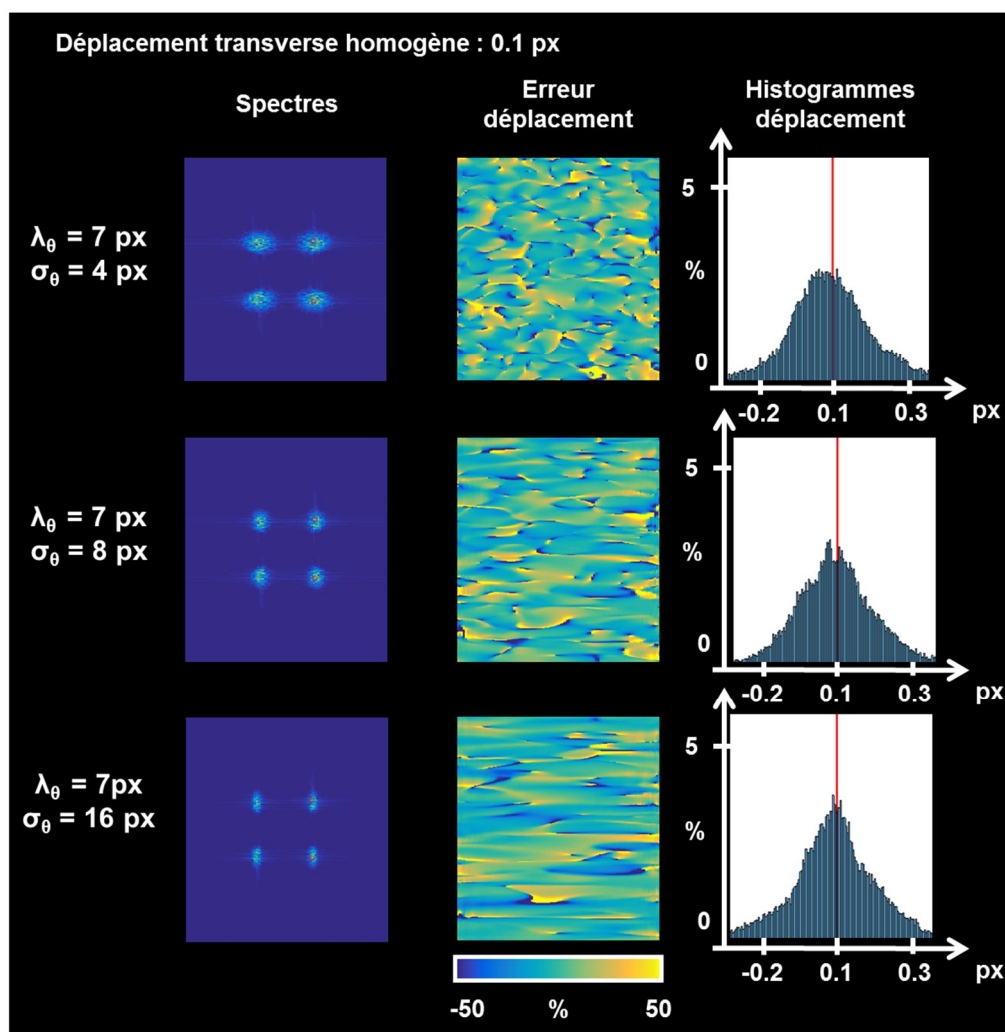 Déplacement transverse homogène : 0.1 px
Spectres
Erreur
déplacement
Histogrammes
déplacement
λθ = 7 px
σθ = 4 px
5
%
0
-0.2 0.1 0.3 px
λθ = 7 px
σθ = 8 px
5
%
0
-0.2 0.1 0.3 px
λθ = 7px
σθ = 16 px
5
%
0
-0.2 0.1 0.3 px
-50 % 50